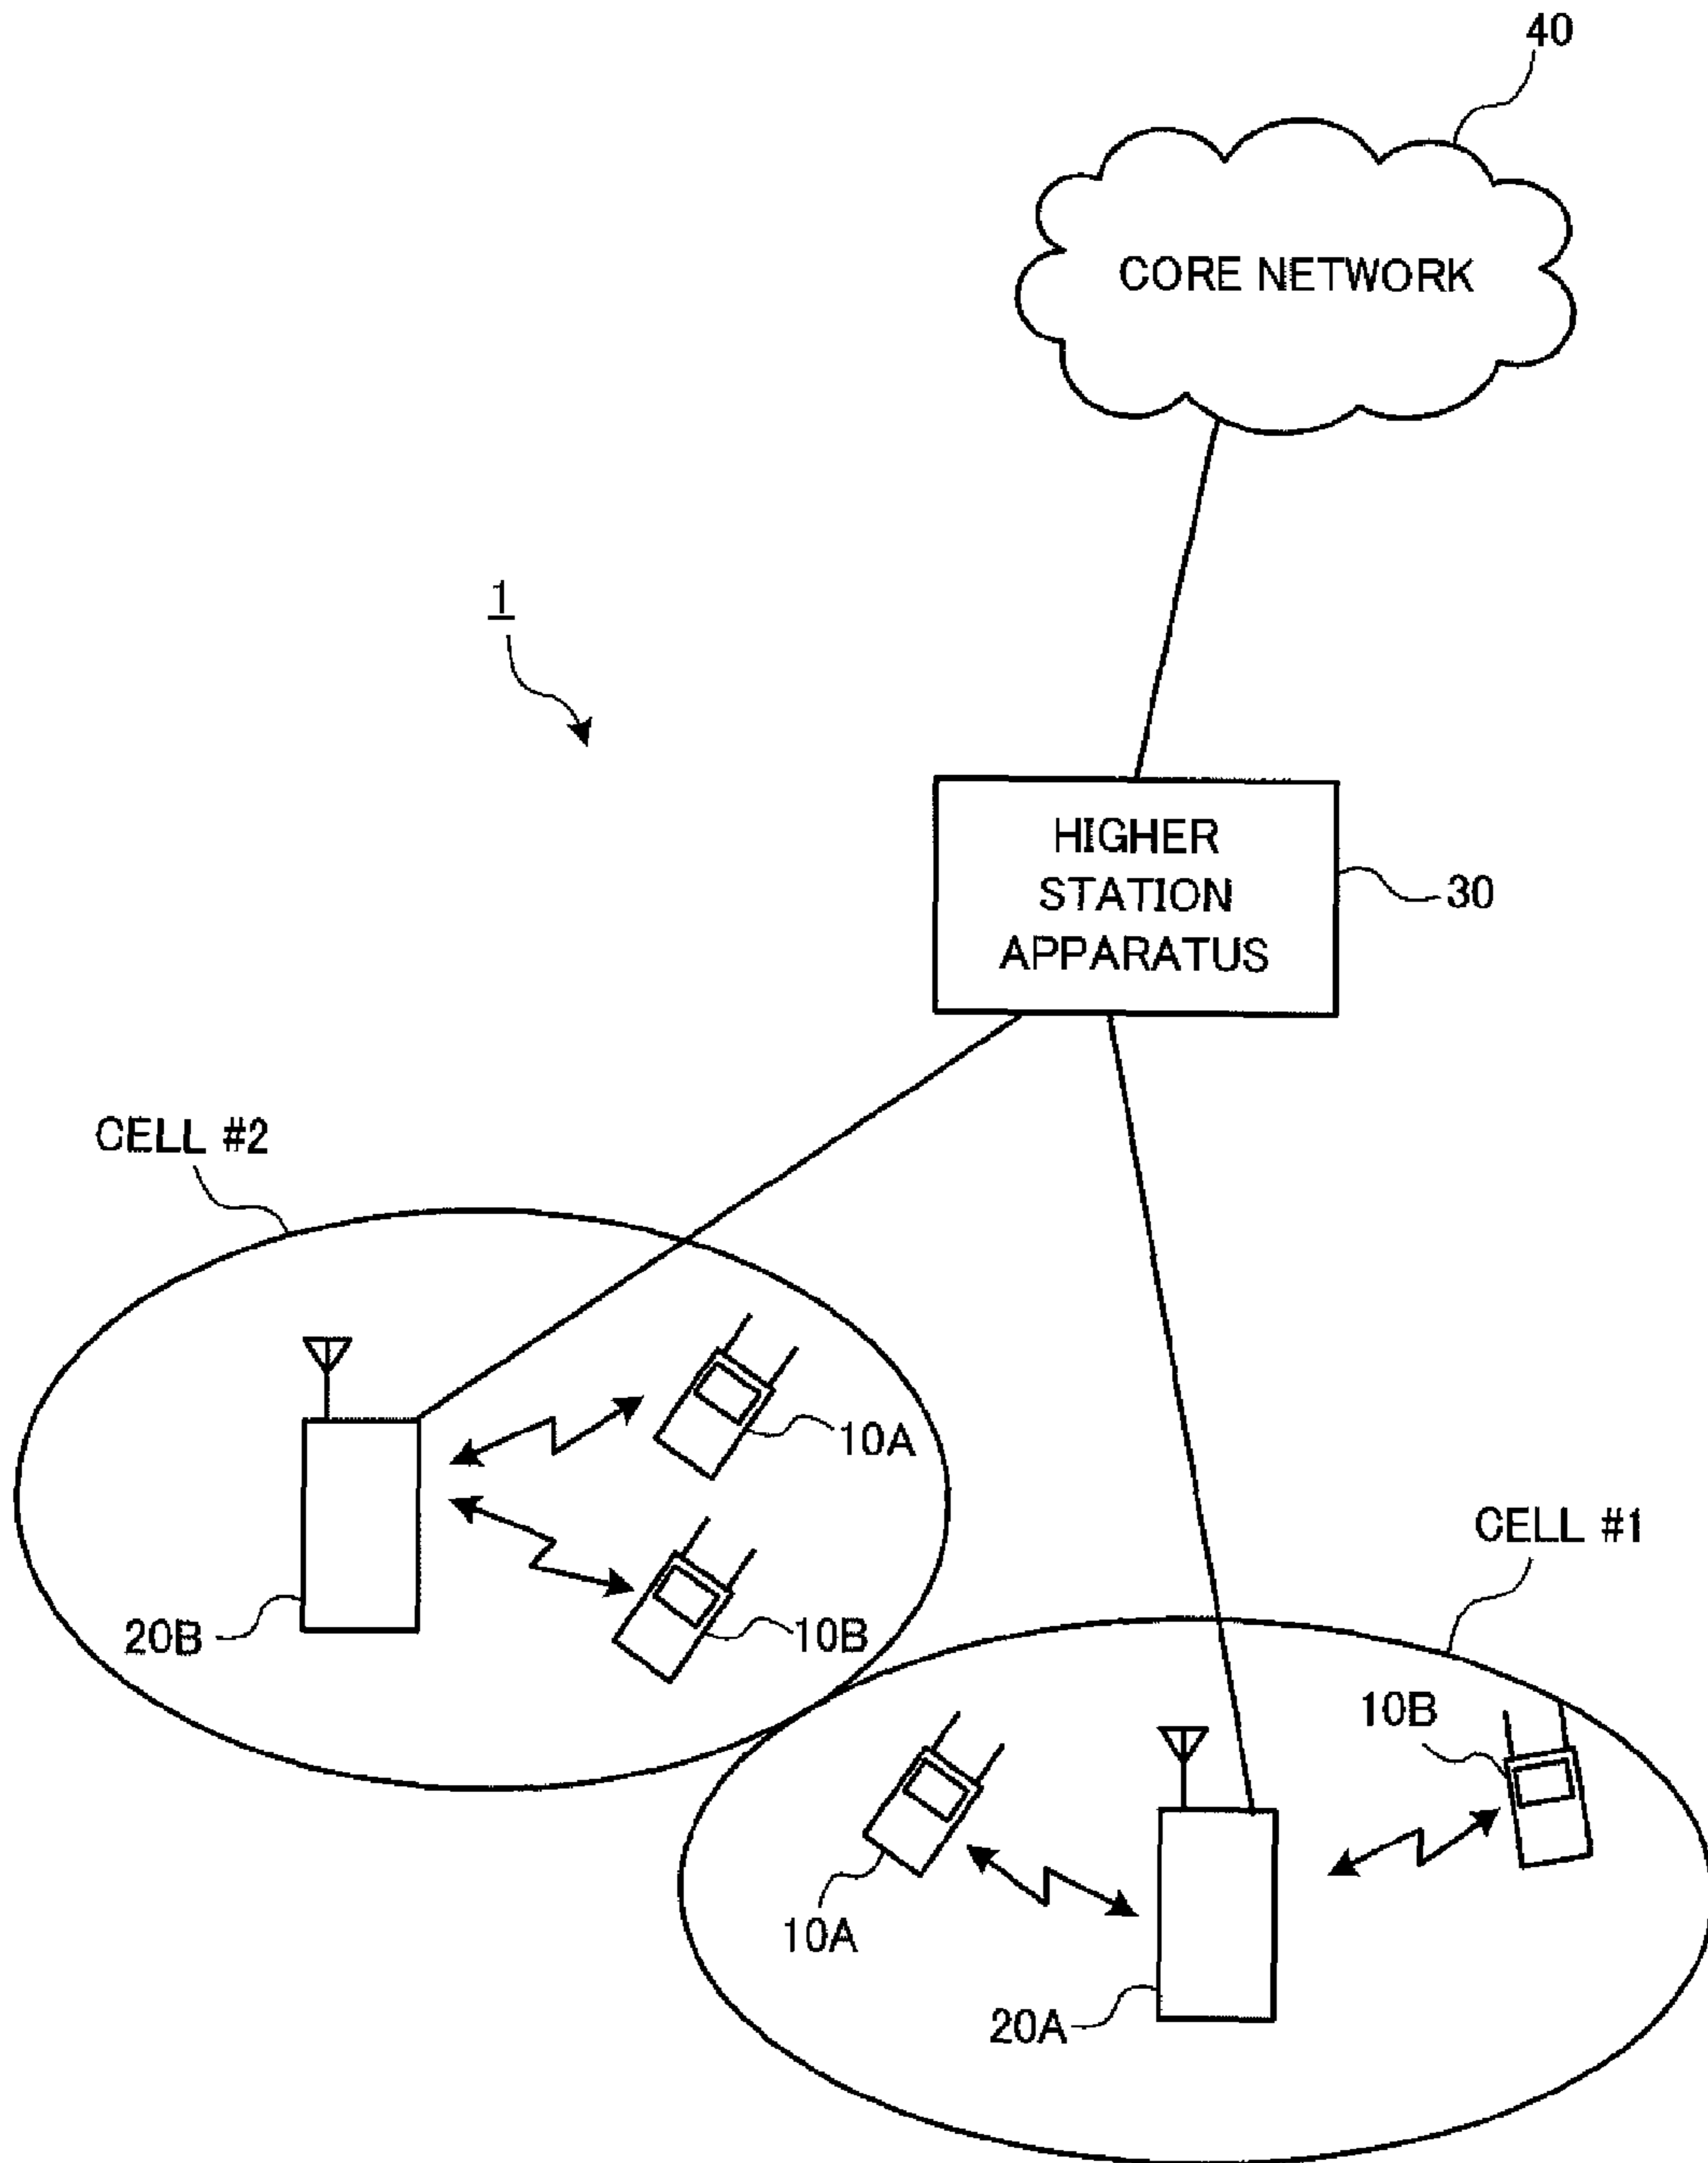 40
CORE NETWORK
1
HIGHER
STATION
APPARATUS
30
CELL #2
10A
CELL #1
20B
10B
10B
10A
20A